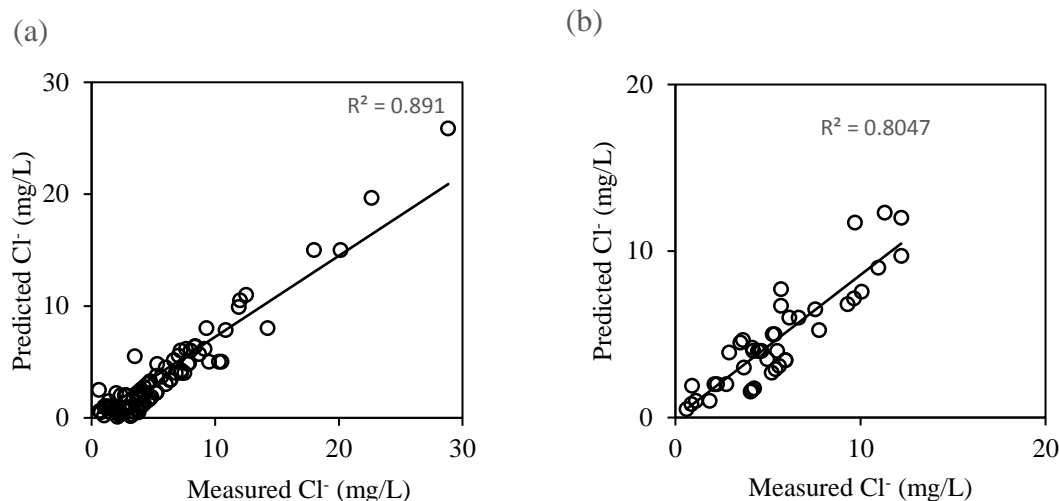 (a)
30
20
10
0
0
10
20
30
R² = 0.891
Predicted Cl⁻ (mg/L)
Measured Cl⁻ (mg/L)
(b)
20
10
0
0
10
20
R² = 0.8047
Predicted Cl⁻ (mg/L)
Measured Cl⁻ (mg/L)